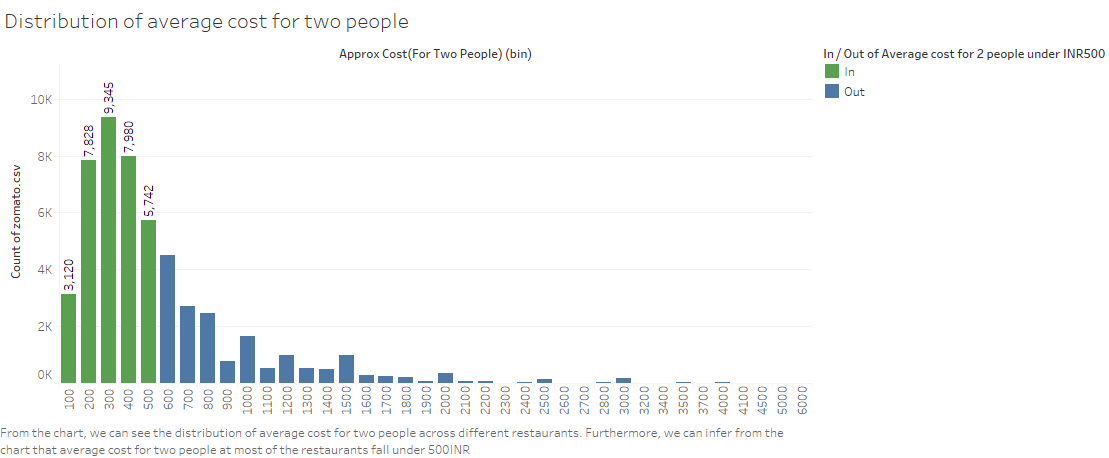 Distribution of average cost for two people
Approx Cost(For Two People) (bin)
In / Out of Average cost for 2 people under INR500
In
Out
Count of zomato.csv
10K
8K
6K
4K
2K
0K
3,120
7,828
9,345
7,980
5,742
100 200 300 400 500 600 700 800 900 1000 1100 1200 1300 1400 1500 1600 1700 1800 1900 2000 2100 2200 2300 2400 2500 2600 2700 2800 3000 3200 3400 3500 3700 4000 4100 4500 5000 6000
From the chart, we can see the distribution of average cost for two people across different restaurants. Furthermore, we can infer from the
chart that average cost for two people at most of the restaurants fall under 500INR